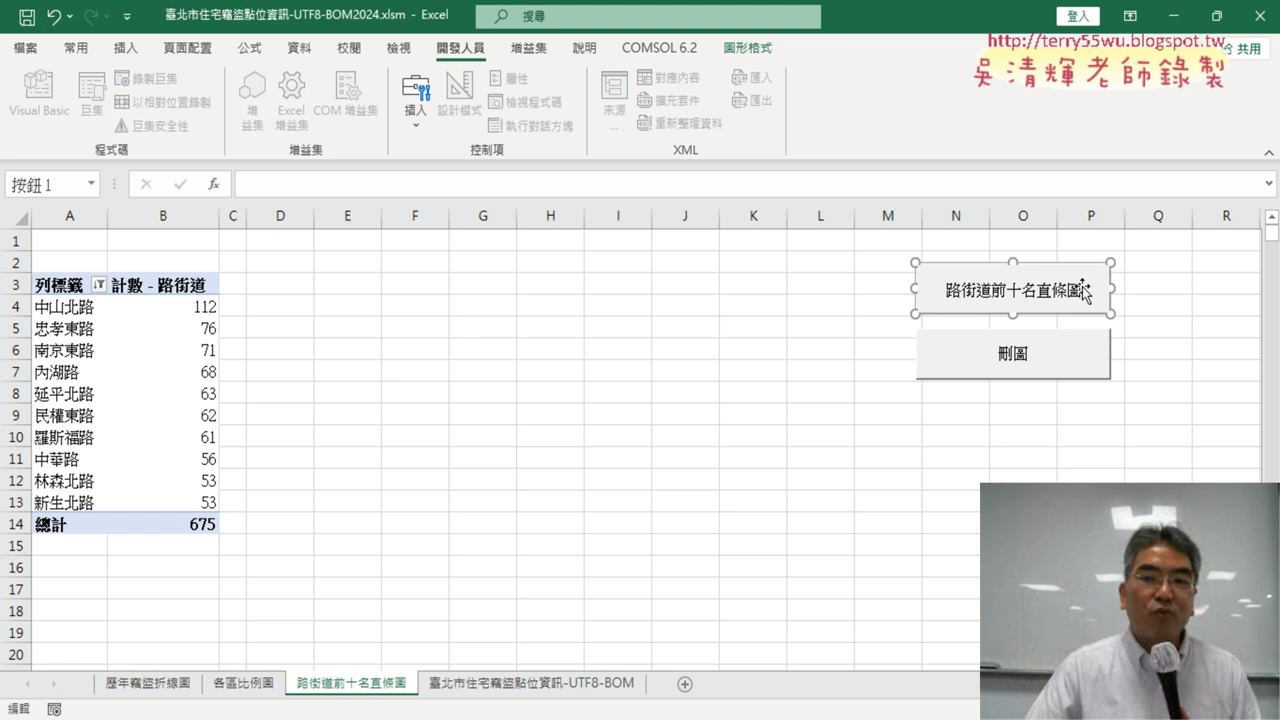 臺北市住宅竊盜點位資訊-UTF8-BOM2024.xlsm - Excel
搜尋
登入
檔案 常用 插入 頁面配置 公式 資料 校閱 檢視 開發人員 增益集 說明 COMSOL 6.2 圖形格式
共用
http://terry55wu.blogspot.tw
吳清輝老師錄製
Visual Basic
巨集
錄製巨集
以相對位置錄製
巨集安全性
程式碼
增益集
Excel 增益集
COM 增益集
增益集
插入
設計模式
屬性
檢視程式碼
執行對話方塊
控制項
來源...
對應內容
擴充套件
重新整理資料
匯入
匯出
XML
按鈕 1
fx
A B C D E F G H I J K L M N O P Q R
1
2
3 列標籤 計數 - 路街道
4 中山北路 112
5 忠孝東路 76
6 南京東路 71
7 內湖路 68
8 延平北路 63
9 民權東路 62
10 羅斯福路 61
11 中華路 56
12 林森北路 53
13 新生北路 53
14 總計 675
15
16
17
18
19
20
路街道前十名直條圖
刪圖
歷年竊盜折線圖 各區比例圖 路街道前十名直條圖 臺北市住宅竊盜點位資訊-UTF8-BOM
編輯